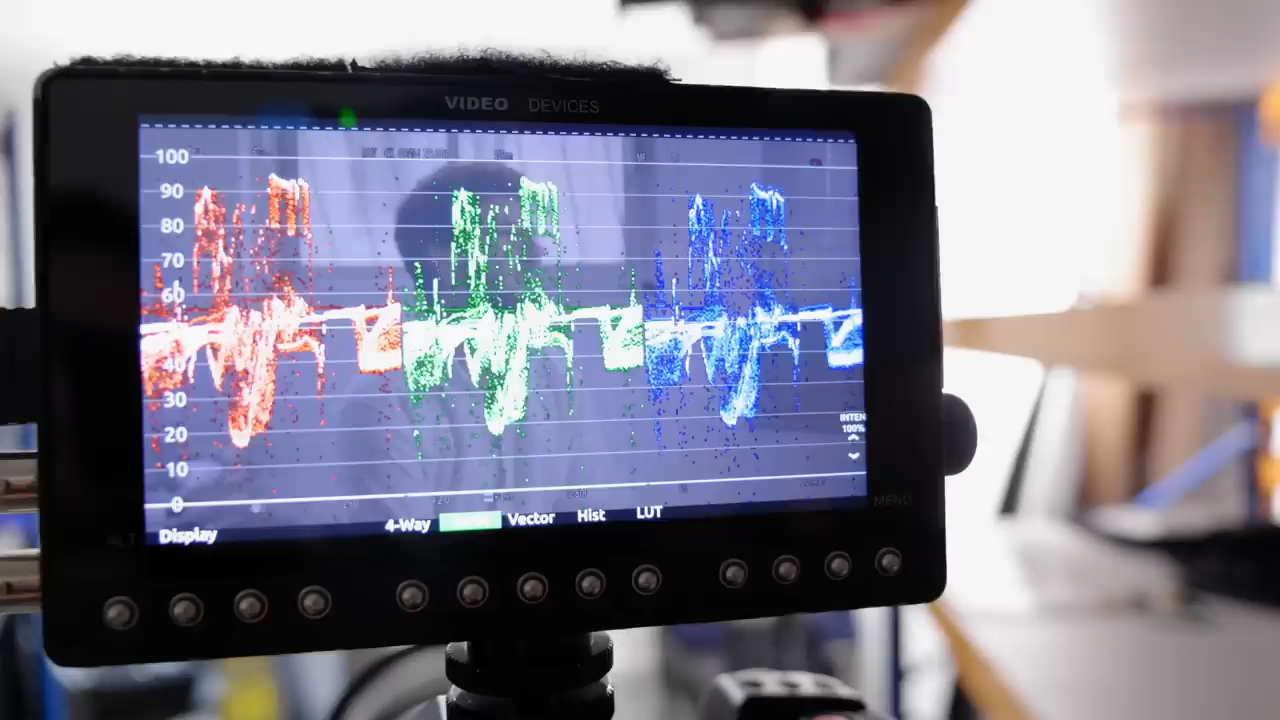 VIDEO DEVICES
100
90
80
70
60
50
40
30
20
10
0
INTEN
100%
MENU
4-Way Vector Hist LUT
Display
ALT